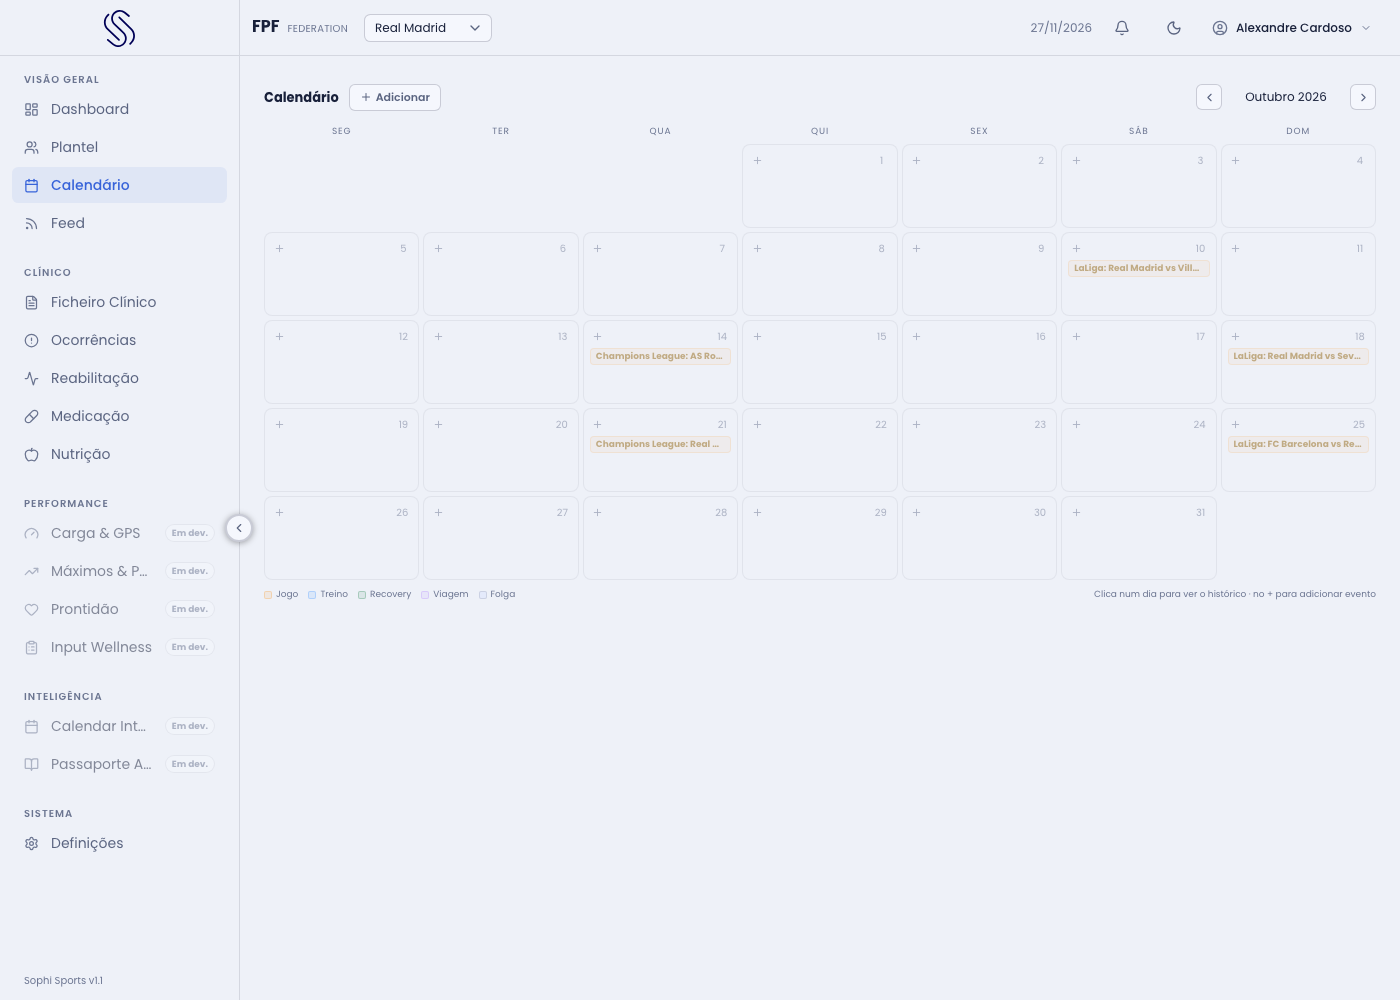 FPF FEDERATION Real Madrid 27/11/2026 Alexandre Cardoso
VISÃO GERAL
Dashboard
Plantel
Calendário
Feed
CLÍNICO
Ficheiro Clínico
Ocorrências
Reabilitação
Medicação
Nutrição
PERFORMANCE
Carga & GPS Em dev.
Máximos & P... Em dev.
Prontidão Em dev.
Input Wellness Em dev.
INTELIGÊNCIA
Calendar Int... Em dev.
Passaporte A... Em dev.
SISTEMA
Definições
Sophi Sports v1.1
Calendário + Adicionar Outubro 2026
SEG TER QUA QUI SEX SÁB DOM
+ 1 + 2 + 3 + 4
+ 5 + 6 + 7 + 8 + 9 + 10 + 11
LaLiga: Real Madrid vs Vill...
+ 12 + 13 + 14 + 15 + 16 + 17 + 18
Champions League: AS Ro... LaLiga: Real Madrid vs Sev...
+ 19 + 20 + 21 + 22 + 23 + 24 + 25
Champions League: Real ... LaLiga: FC Barcelona vs Re...
+ 26 + 27 + 28 + 29 + 30 + 31
Jogo Treino Recovery Viagem Folga Clica num dia para ver o histórico · no + para adicionar evento